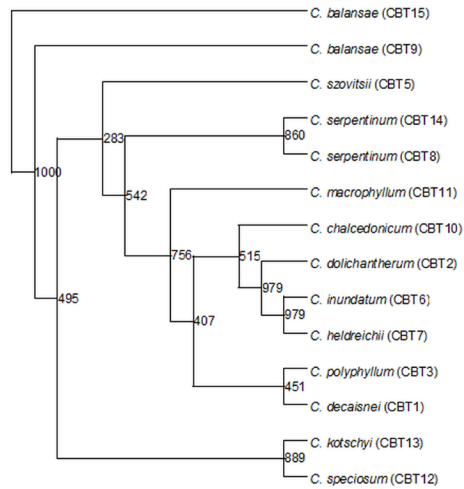 C. balansae (CBT15)
C. balansae (CBT9)
C. szovitsii (CBT5)
C. serpentinum (CBT14)
860
C. serpentinum (CBT8)
283
1000
542
C. macrophyllum (CBT11)
C. chalcedonicum (CBT10)
756
515
C. dolichantherum (CBT2)
979
C. inundatum (CBT6)
495
979
407
C. heldreichii (CBT7)
C. polyphyllum (CBT3)
451
C. decaisnei (CBT1)
C. kotschyi (CBT13)
889
C. speciosum (CBT12)